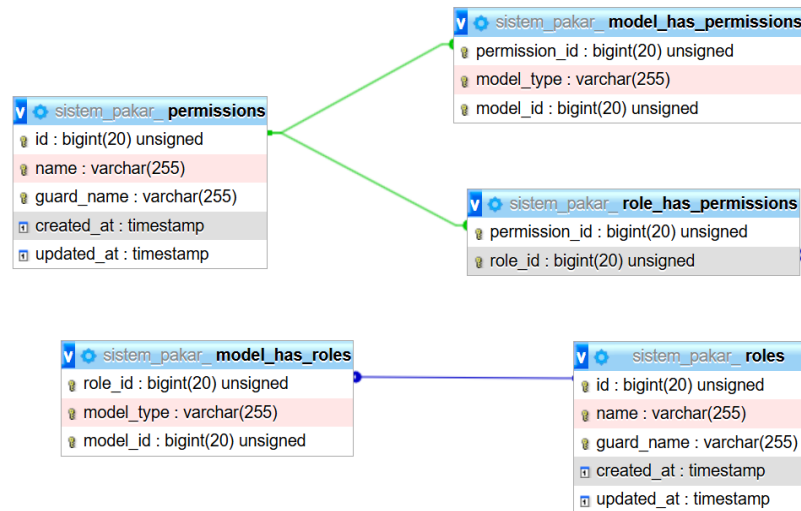 v sistem_pakar_ model_has_permissions
permission_id : bigint(20) unsigned
model_type : varchar(255)
model_id : bigint(20) unsigned
v sistem_pakar_ permissions
id : bigint(20) unsigned
name : varchar(255)
guard_name : varchar(255)
created_at : timestamp
updated_at : timestamp
v sistem_pakar_ role_has_permissions
permission_id : bigint(20) unsigned
role_id : bigint(20) unsigned
v sistem_pakar_ model_has_roles
role_id : bigint(20) unsigned
model_type : varchar(255)
model_id : bigint(20) unsigned
v sistem_pakar_ roles
id : bigint(20) unsigned
name : varchar(255)
guard_name : varchar(255)
created_at : timestamp
updated_at : timestamp